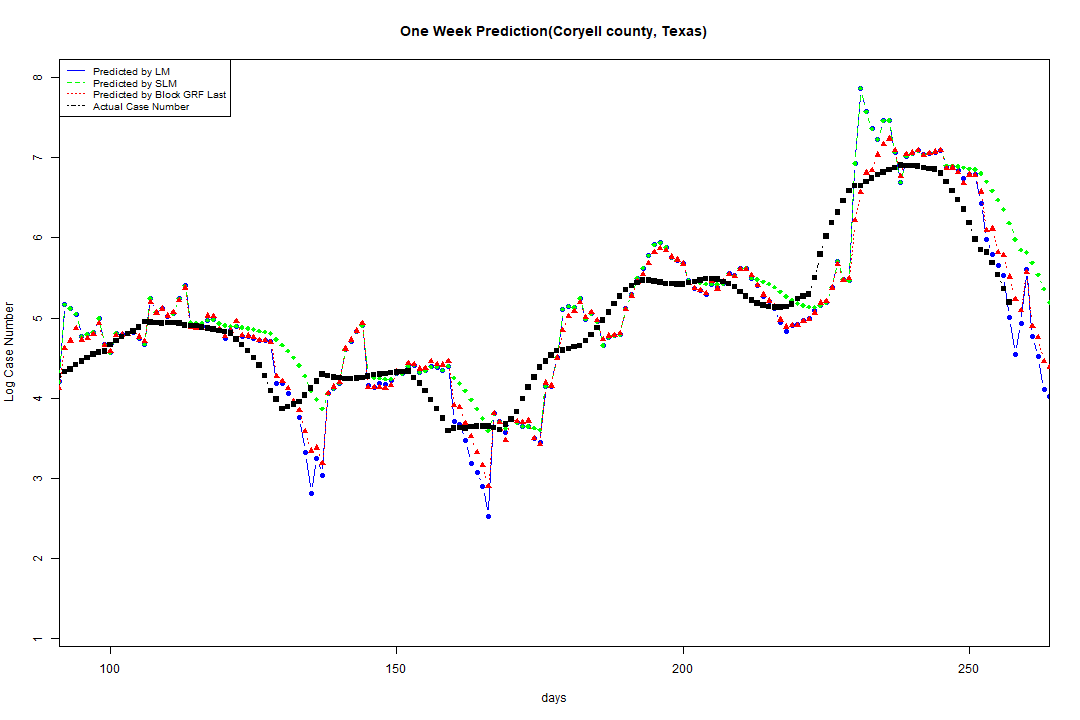 One Week Prediction(Coryell county, Texas)
Predicted by LM
Predicted by SLM
Predicted by Block GRF Last
Actual Case Number
8
7
6
5
4
3
2
1
Log Case Number
100 150 200 250
days